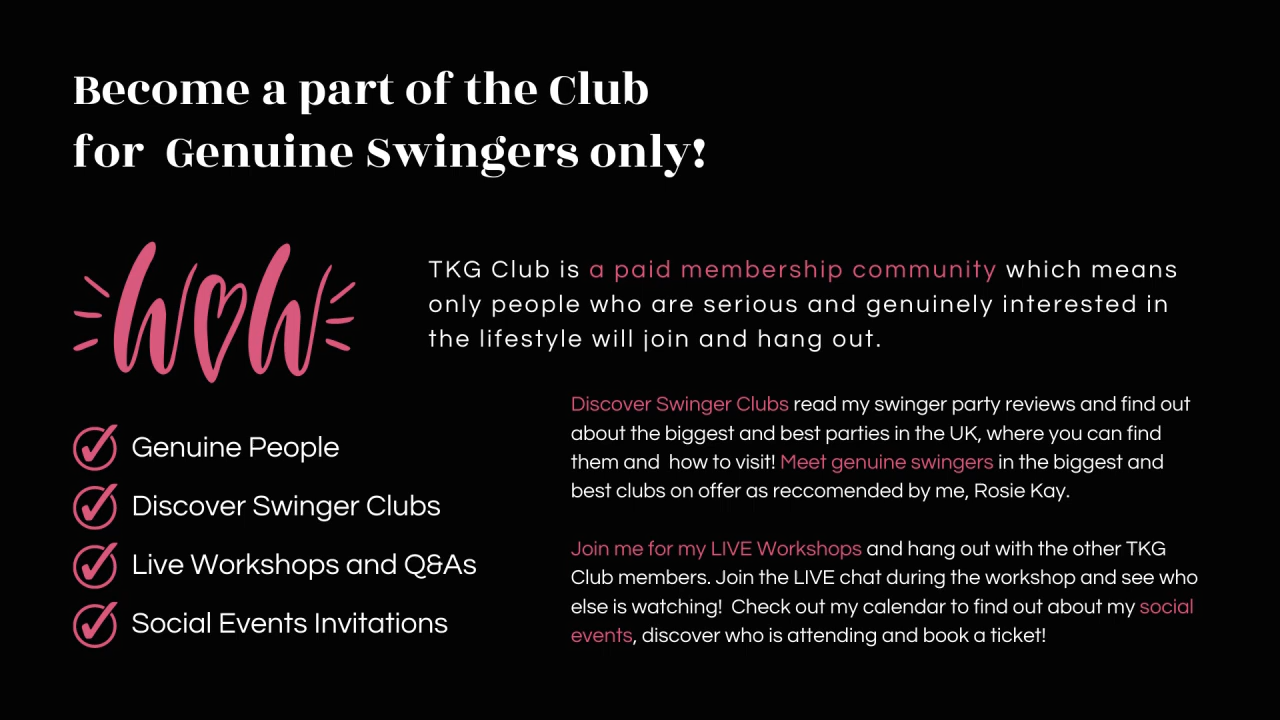 Become a part of the Club
for Genuine Swingers only!
wow
TKG Club is a paid membership community which means
only people who are serious and genuinely interested in
the lifestyle will join and hang out.
Genuine People
Discover Swinger Clubs
Live Workshops and Q&As
Social Events Invitations
Discover Swinger Clubs read my swinger party reviews and find out
about the biggest and best parties in the UK, where you can find
them and how to visit! Meet genuine swingers in the biggest and
best clubs on offer as reccomended by me, Rosie Kay.
Join me for my LIVE Workshops and hang out with the other TKG
Club members. Join the LIVE chat during the workshop and see who
else is watching! Check out my calendar to find out about my social
events, discover who is attending and book a ticket!